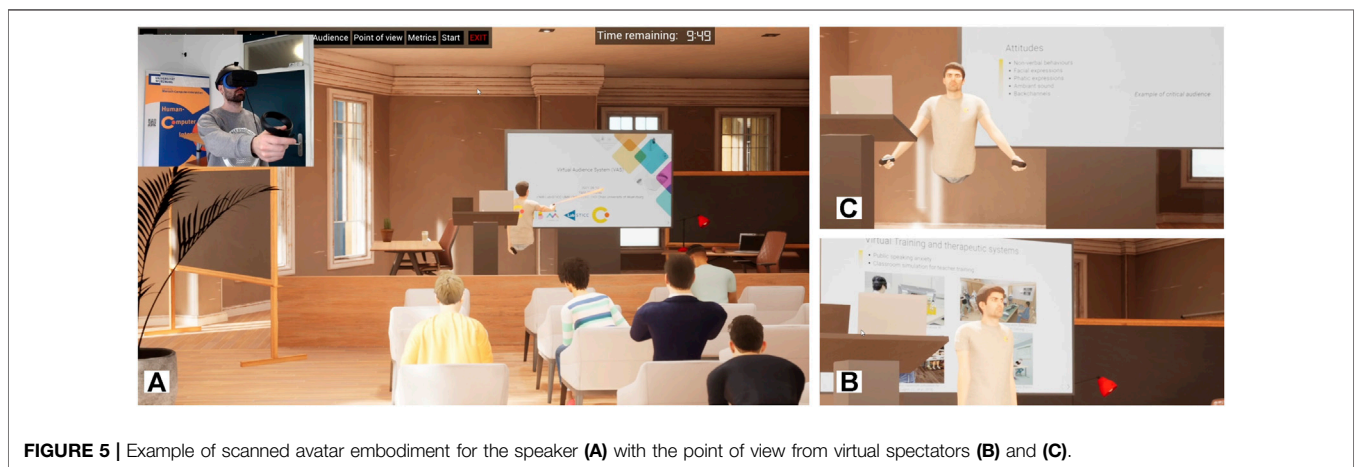 Audience Point of view Metrics Start EXIT
Time remaining: 9:49
Human-
Computer
Virtual Audience System (VAS)
A
Attitudes
• Non-verbal behaviours
• Facial expressions
• Phatic expressions
• Ambient sound
• Backchannels
Example of critical audience
C
Virtual Training and therapeutic systems
• Public speaking anxiety
• Classroom simulation for teacher training
B
FIGURE 5 | Example of scanned avatar embodiment for the speaker (A) with the point of view from virtual spectators (B) and (C).